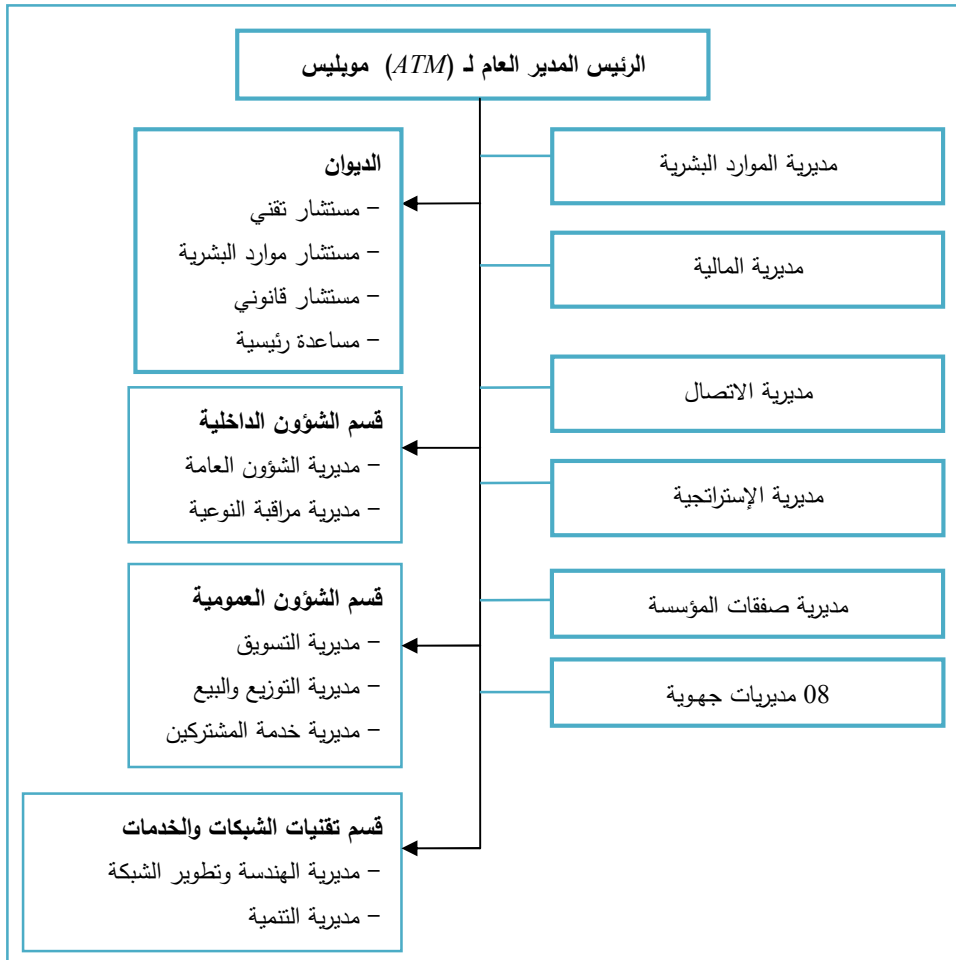 الرئيس المدير العام لـ (ATM) موبليس
مديرية الموارد البشرية
مديرية المالية
مديرية الاتصال
مديرية الإستراتجية
مديرية صفقات المؤسسة
08 مديريات جهوية
الديوان
– مستشار تقني
– مستشار موارد البشرية
– مستشار قانوني
– مساعدة رئيسية
قسم الشؤون الداخلية
– مديرية الشؤون العامة
– مديرية مراقبة النوعية
قسم الشؤون العمومية
– مديرية التسويق
– مديرية التوزيع والبيع
– مديرية خدمة المشتركين
قسم تقنيات الشبكات والخدمات
– مديرية الهندسة وتطوير الشبكة
– مديرية التنمية